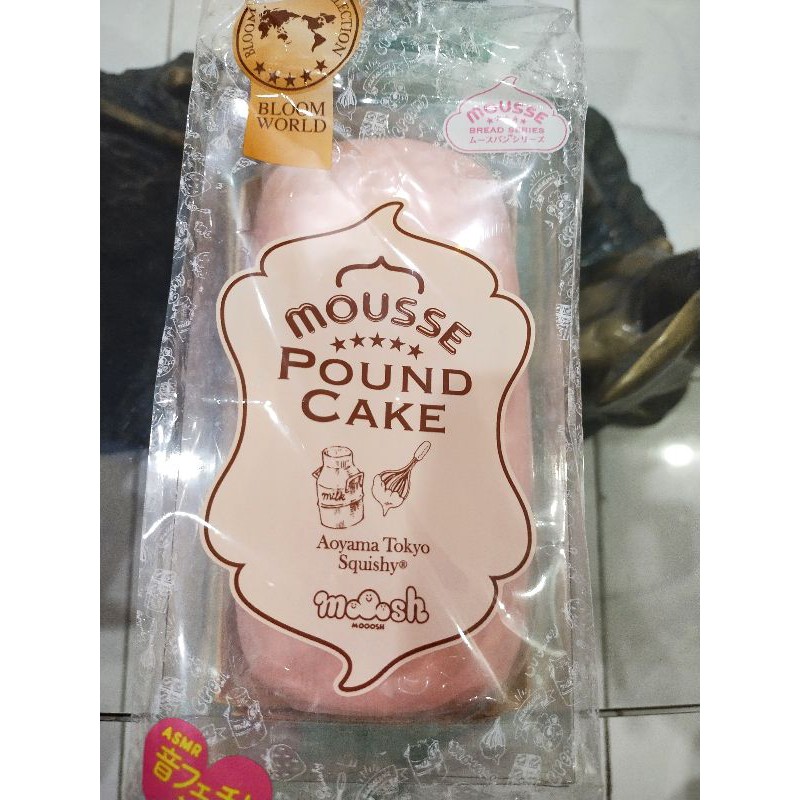 BLOOM
WORLD
MOUSSE
BREAD SERIES
ムースパンシリーズ
MOUSSE
POUND
CAKE
milk
Aoyama Tokyo
Squishy®
mooosh
MOOOSH
ASMR
音フェチ!